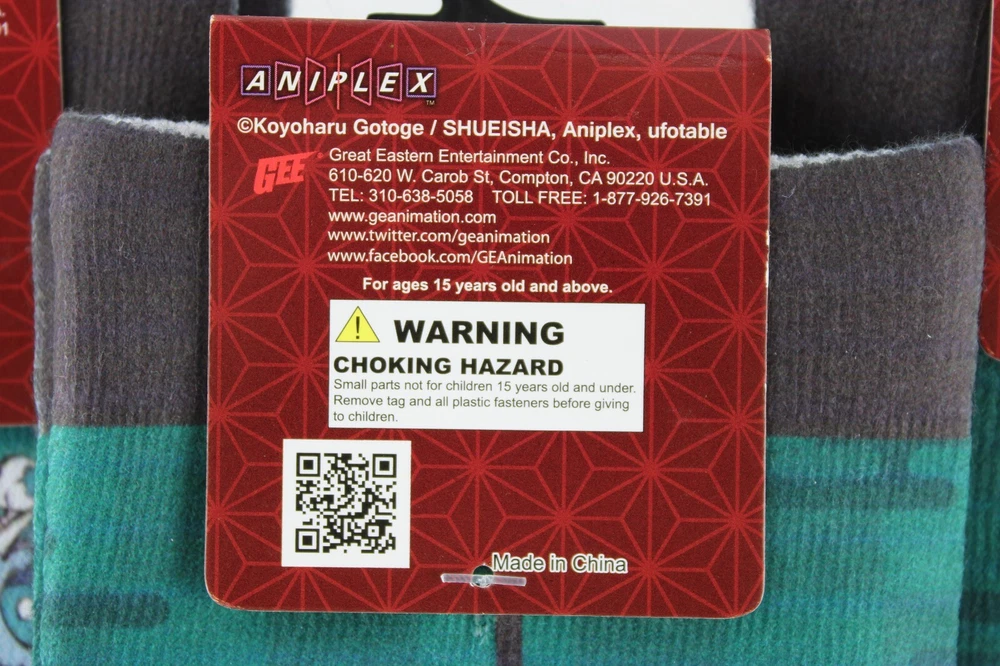 ANIPLEX™
©Koyoharu Gotoge / SHUEISHA, Aniplex, ufotable
GEE
Great Eastern Entertainment Co., Inc.
610-620 W. Carob St, Compton, CA 90220 U.S.A.
TEL: 310-638-5058 TOLL FREE: 1-877-926-7391
www.geanimation.com
www.twitter.com/geanimation
www.facebook.com/GEAnimation
For ages 15 years old and above.
WARNING
CHOKING HAZARD
Small parts not for children 15 years old and under.
Remove tag and all plastic fasteners before giving
to children.
Made in China